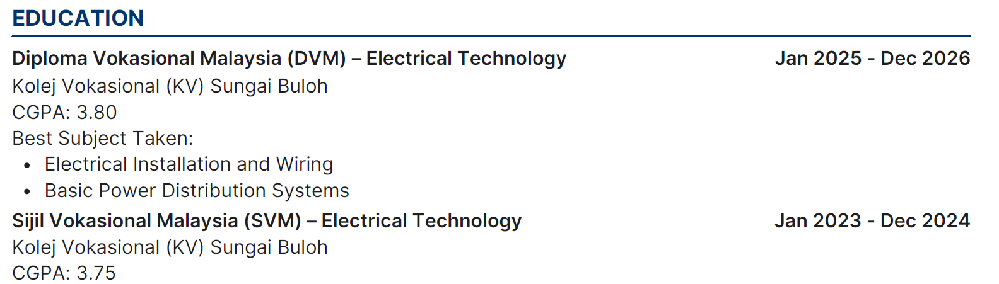 EDUCATION
Diploma Vokasional Malaysia (DVM) – Electrical Technology Jan 2025 - Dec 2026
Kolej Vokasional (KV) Sungai Buloh
CGPA: 3.80
Best Subject Taken:
• Electrical Installation and Wiring
• Basic Power Distribution Systems
Sijil Vokasional Malaysia (SVM) – Electrical Technology Jan 2023 - Dec 2024
Kolej Vokasional (KV) Sungai Buloh
CGPA: 3.75